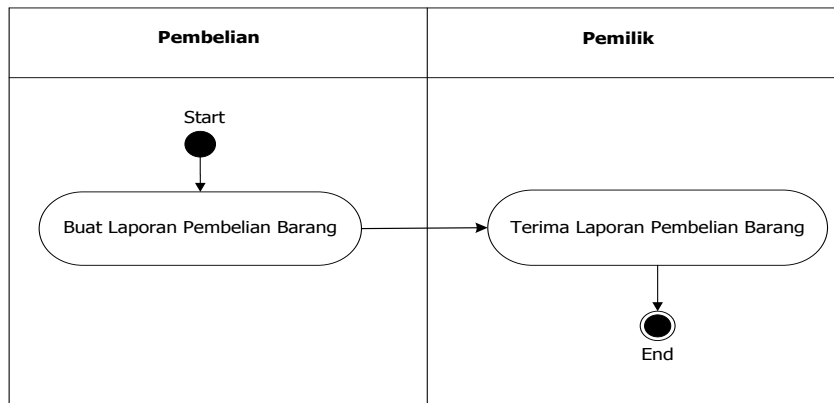 Pembelian
Pemilik
Start
Buat Laporan Pembelian Barang
Terima Laporan Pembelian Barang
End